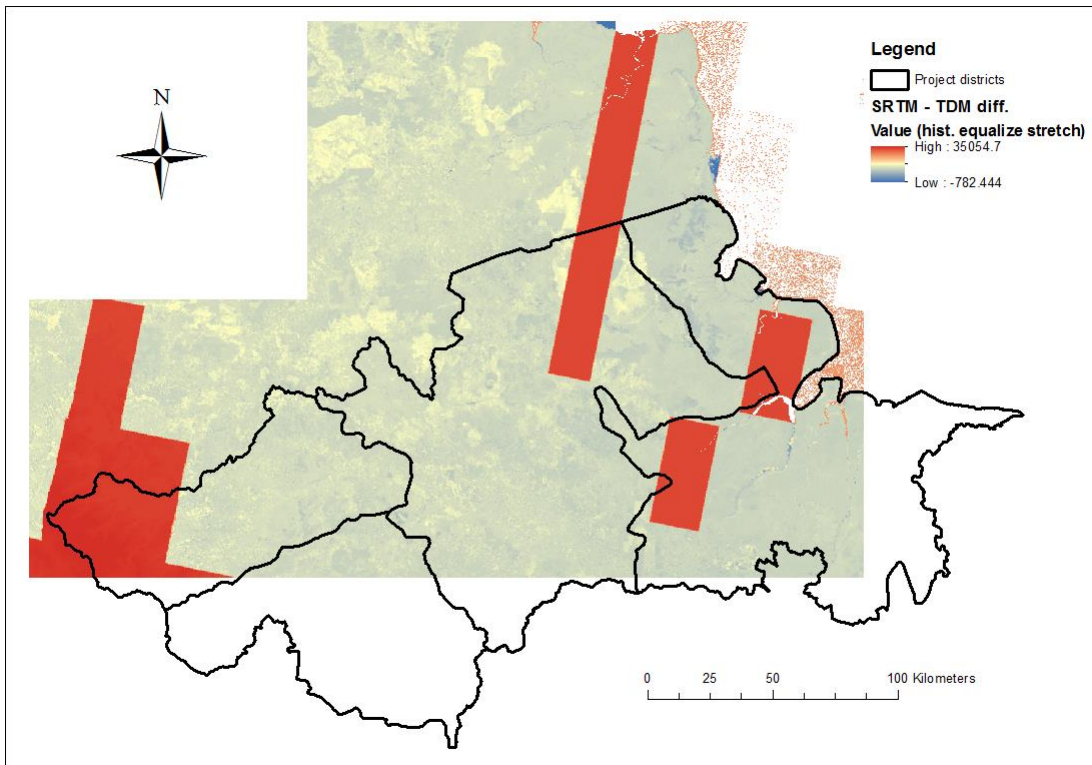 N
Legend
Project districts
SRTM - TDM diff.
Value (hist. equalize stretch)
High : 35054.7
Low : -782.444
0 25 50 100 Kilometers